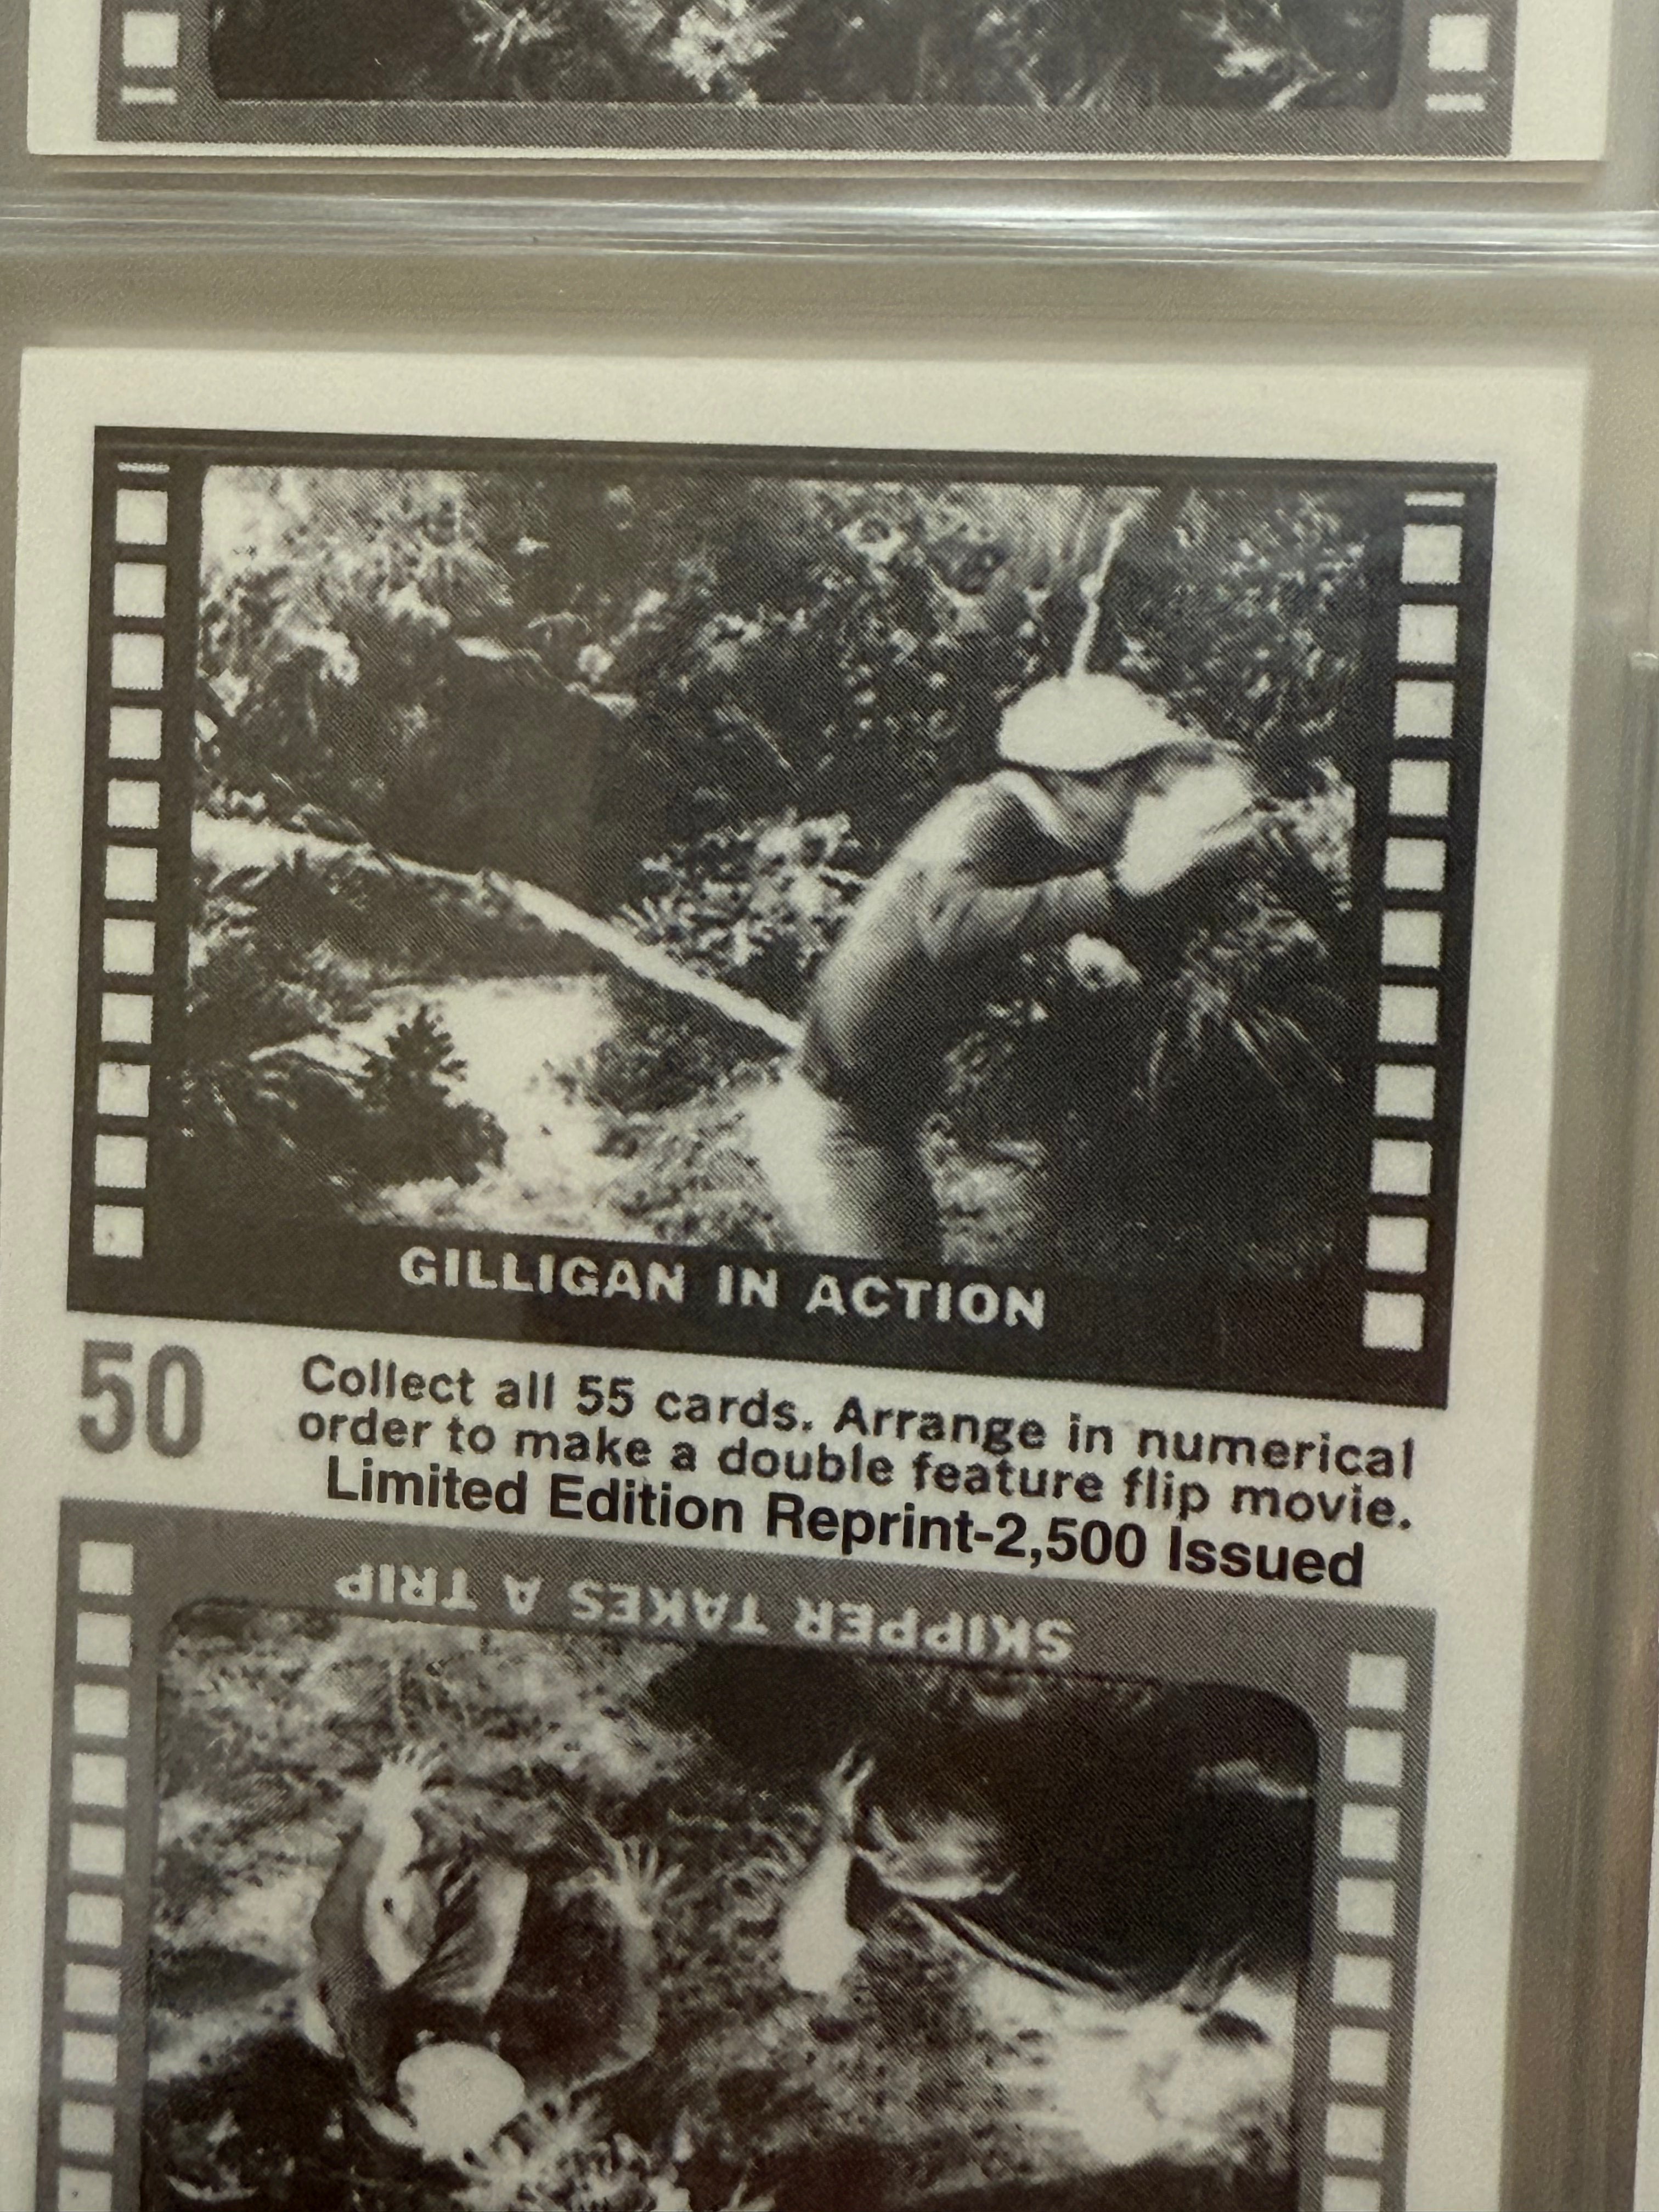 GILLIGAN IN ACTION
50
Collect all 55 cards. Arrange in numerical
order to make a double feature flip movie.
Limited Edition Reprint-2,500 Issued
SKIPPER TAKES A TRIP